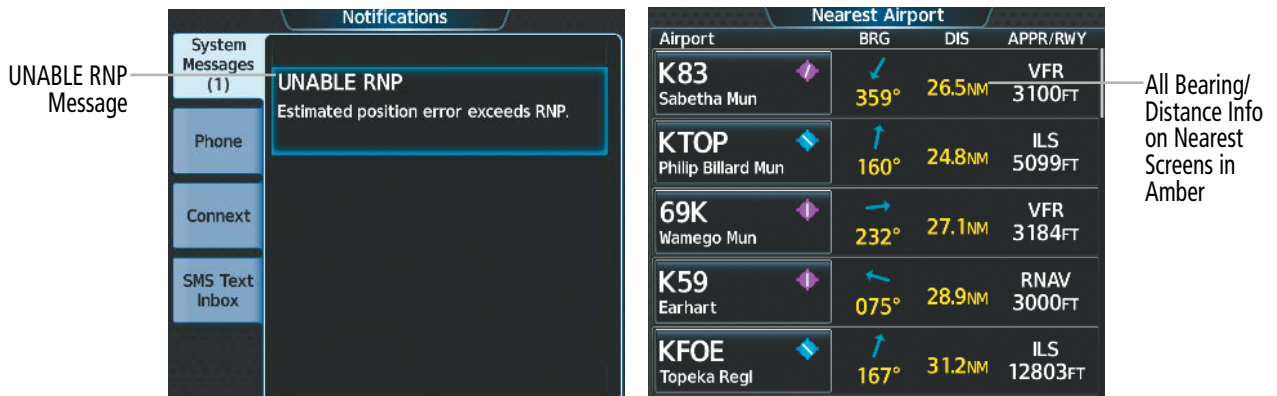 UNABLE RNP
Message
Notifications
System
Messages
(1)
Phone
Connext
SMS Text
Inbox
UNABLE RNP
Estimated position error exceeds RNP.
Nearest Airport
Airport BRG DIS APPR/RWY
K83
Sabetha Mun
359° 26.5NM VFR
3100FT
KTOP
Philip Billard Mun
160° 24.8NM ILS
5099FT
69K
Wamego Mun
232° 27.1NM VFR
3184FT
K59
Earhart
075° 28.9NM RNAV
3000FT
KFOE
Topeka Regl
167° 31.2NM ILS
12803FT
All Bearing/
Distance Info
on Nearest
Screens in
Amber